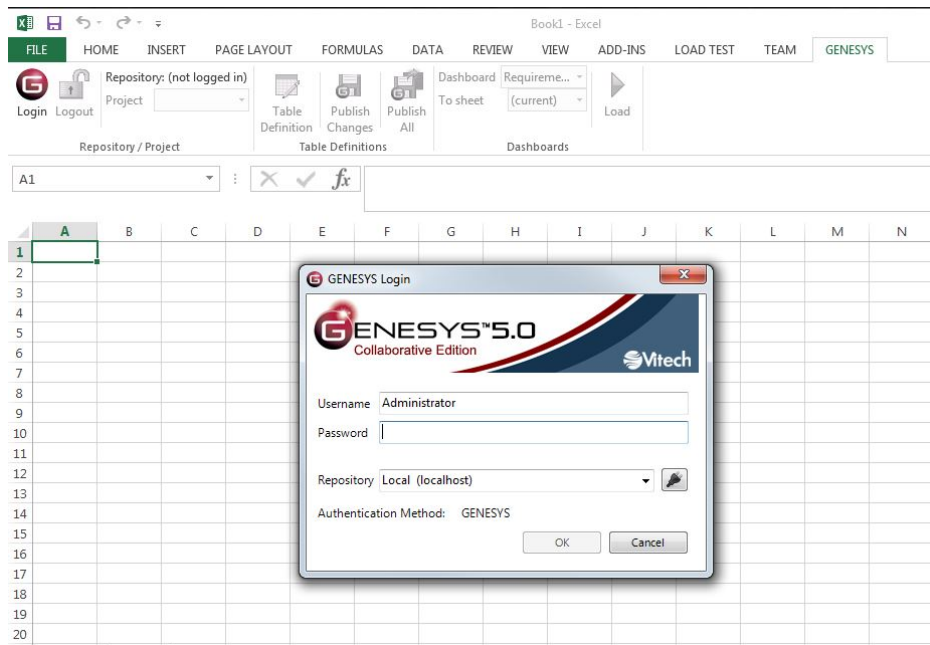 Book1 - Excel
FILE HOME INSERT PAGE LAYOUT FORMULAS DATA REVIEW VIEW ADD-INS LOAD TEST TEAM GENESYS
Repository: (not logged in) Dashboard Requireme...
Project To sheet (current)
Login Logout Table Definition Publish Changes Publish All Load
Repository / Project Table Definitions Dashboards
A1 fx
A B C D E F G H I J K L M N
1
2
GENESYS Login
3
4
GENESYS™5.0
5
Collaborative Edition
6
Vitech
7
8
Username Administrator
9
10
Password
11
12
Repository Local (localhost)
13
14
Authentication Method: GENESYS
15
OK Cancel
16
17
18
19
20